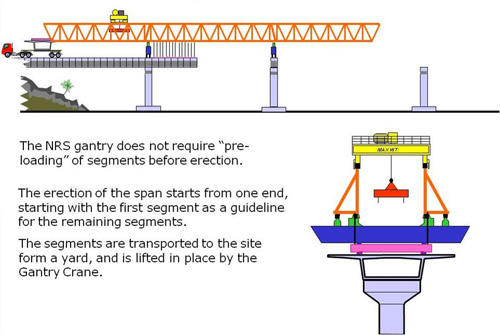 The NRS gantry does not require “pre-
loading” of segments before erection.
The erection of the span starts from one end,
starting with the first segment as a guideline
for the remaining segments.
The segments are transported to the site
form a yard, and is lifted in place by the
Gantry Crane.
MAX WT.